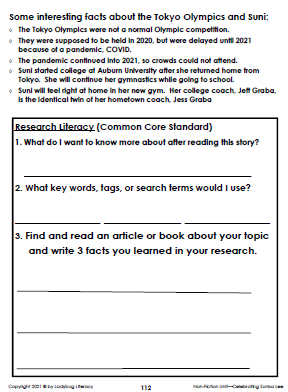 Some interesting facts about the Tokyo Olympics and Suni:
◦ The Tokyo Olympics were not a normal Olympic competition.
◦ They were supposed to be held in 2020, but were delayed until 2021
because of a pandemic, COVID.
◦ The pandemic continued into 2021, so crowds could not attend.
◦ Suni started college at Auburn University after she returned home from
Tokyo. She will continue her gymnastics while going to school.
◦ Suni will feel right at home in her new gym. Her college coach, Jeff Graba,
is the identical twin of her hometown coach, Jess Graba
Research Literacy (Common Core Standard)
1. What do I want to know more about after reading this story?
2. What key words, tags, or search terms would I use?
3. Find and read an article or book about your topic
and write 3 facts you learned in your research.
Copyright 2021 © by Ladybug Literacy
112
Non-Fiction Unit—Celebrating Sunisa Lee